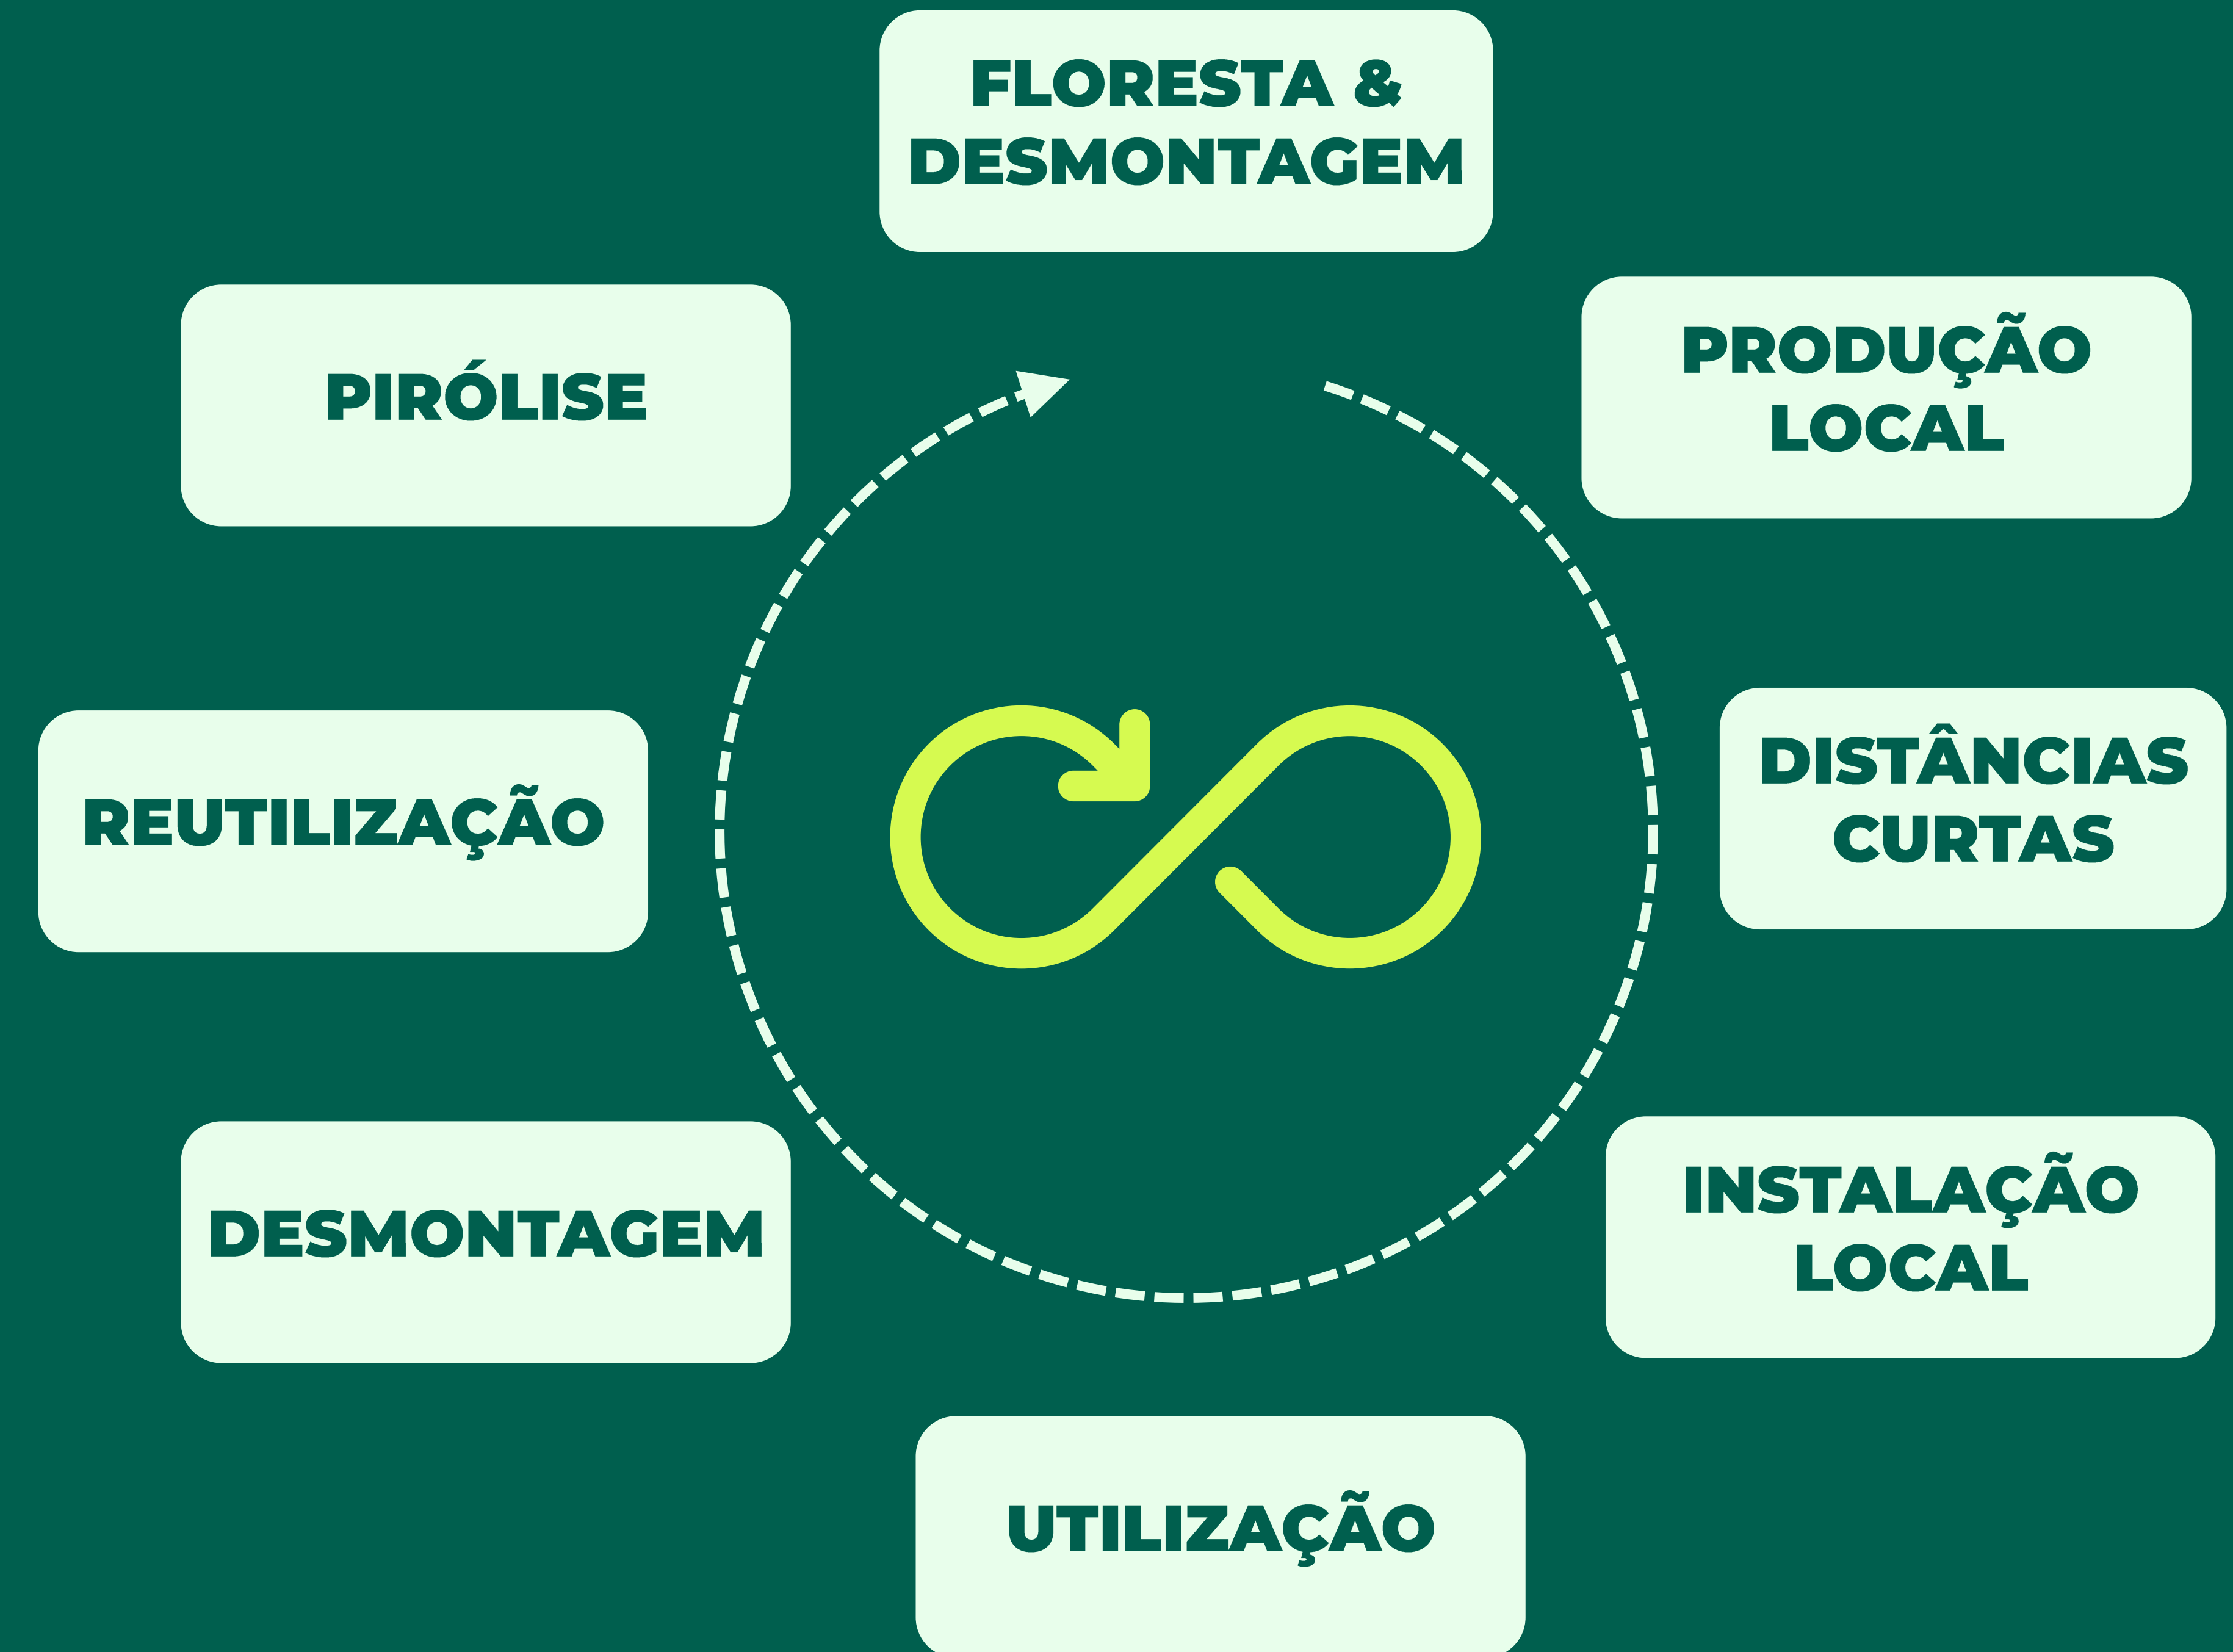 FLORESTA &
DESMONTAGEM
PRODUÇÃO
LOCAL
DISTÂNCIAS
CURTAS
INSTALAÇÃO
LOCAL
UTILIZAÇÃO
DESMONTAGEM
REUTILIZAÇÃO
PIRÓLISE